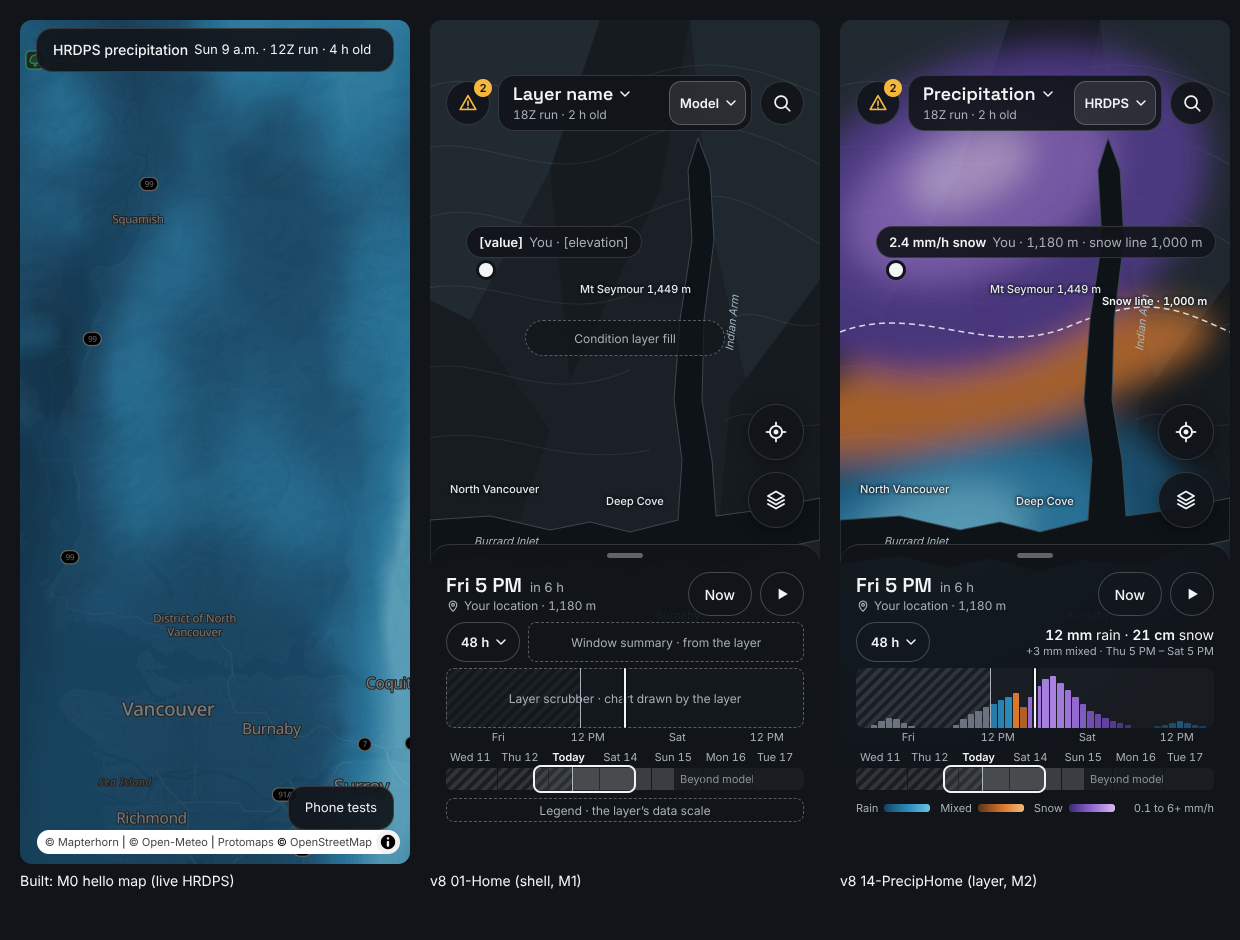 HRDPS precipitation Sun 9 a.m. · 12Z run · 4 h old
99
Squamish
99
99
District of North
Vancouver
Coquit
Vancouver
Burnaby
7
Sea Island
Surrey
91A
Phone tests
Richmond
© Mapterhorn | © Open-Meteo | Protomaps © OpenStreetMap
Built: M0 hello map (live HRDPS)
2
Layer name
18Z run · 2 h old
Model
[value] You · [elevation]
Mt Seymour 1,449 m
Indian Arm
Condition layer fill
North Vancouver
Deep Cove
Burrard Inlet
Fri 5 PM in 6 h
Your location · 1,180 m
Now
48 h
Window summary · from the layer
Layer scrubber · chart drawn by the layer
Fri 12 PM Sat 12 PM
Wed 11 Thu 12 Today Sat 14 Sun 15 Mon 16 Tue 17
Beyond model
Legend · the layer's data scale
v8 01-Home (shell, M1)
2
Precipitation
18Z run · 2 h old
HRDPS
2.4 mm/h snow You · 1,180 m · snow line 1,000 m
Mt Seymour 1,449 m
Snow line · 1,000 m
Indian Arm
North Vancouver
Deep Cove
Burrard Inlet
Fri 5 PM in 6 h
Your location · 1,180 m
Now
48 h
12 mm rain · 21 cm snow
+3 mm mixed · Thu 5 PM – Sat 5 PM
Fri 12 PM Sat 12 PM
Wed 11 Thu 12 Today Sat 14 Sun 15 Mon 16 Tue 17
Beyond model
Rain Mixed Snow 0.1 to 6+ mm/h
v8 14-PrecipHome (layer, M2)